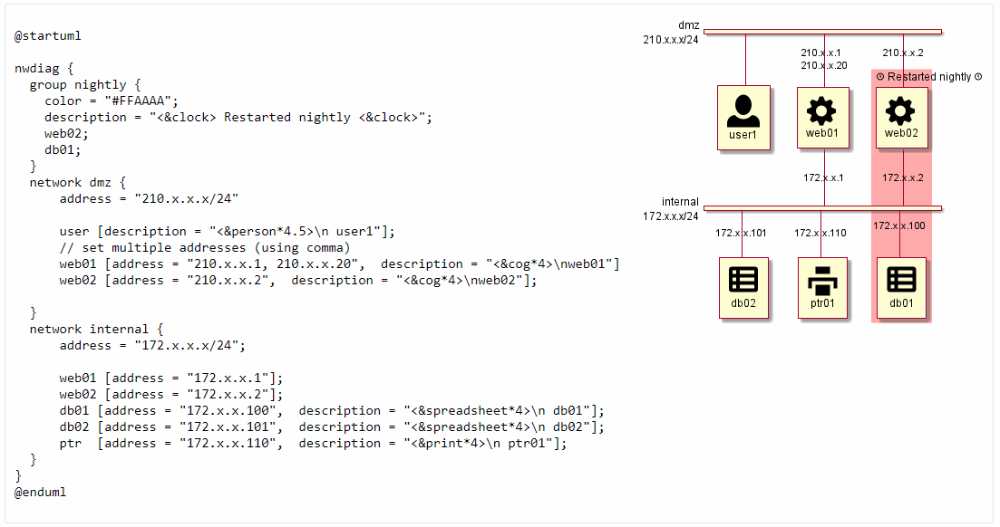 @startuml
nwdiag {
group nightly {
color = "#FFAAAA";
description = "<&clock> Restarted nightly <&clock>";
web02;
db01;
}
network dmz {
address = "210.x.x.x/24"
user [description = "<&person*4.5>\n user1"];
// set multiple addresses (using comma)
web01 [address = "210.x.x.1, 210.x.x.20",  description = "<&cog*4>\nweb01"]
web02 [address = "210.x.x.2",  description = "<&cog*4>\nweb02"];
}
network internal {
address = "172.x.x.x/24";
web01 [address = "172.x.x.1"];
web02 [address = "172.x.x.2"];
db01 [address = "172.x.x.100",  description = "<&spreadsheet*4>\n db01"];
db02 [address = "172.x.x.101",  description = "<&spreadsheet*4>\n db02"];
ptr  [address = "172.x.x.110",  description = "<&print*4>\n ptr01"];
}
}
@enduml
dmz
210.x.x.x/24
210.x.x.1
210.x.x.20
210.x.x.2
Restarted nightly
user1
web01
web02
172.x.x.1
172.x.x.2
internal
172.x.x.x/24
172.x.x.101
172.x.x.110
172.x.x.100
db02
ptr01
db01